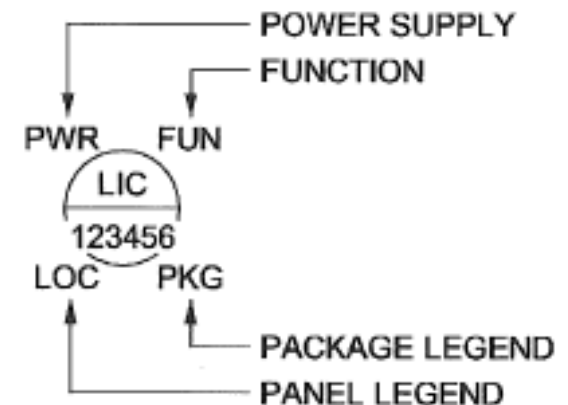 POWER SUPPLY
FUNCTION
PWR FUN
LIC
123456
LOC PKG
PACKAGE LEGEND
PANEL LEGEND